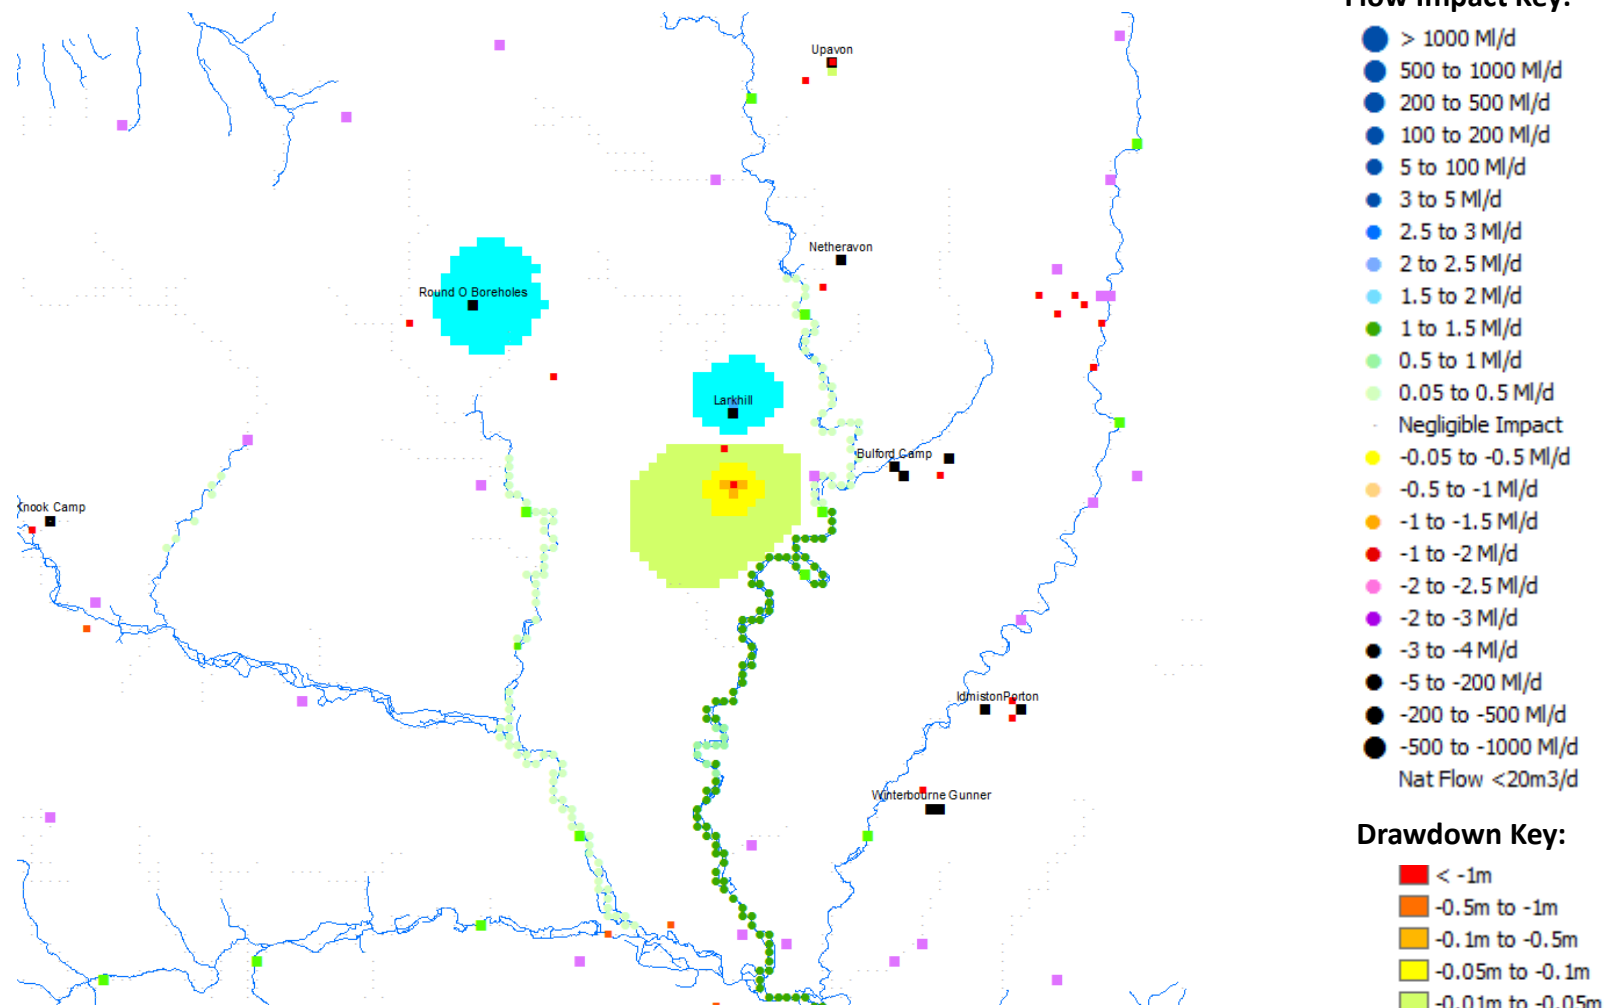 Flow Impact Key:
> 1000 Ml/d
500 to 1000 Ml/d
200 to 500 Ml/d
100 to 200 Ml/d
5 to 100 Ml/d
3 to 5 Ml/d
2.5 to 3 Ml/d
2 to 2.5 Ml/d
1.5 to 2 Ml/d
1 to 1.5 Ml/d
0.5 to 1 Ml/d
0.05 to 0.5 Ml/d
Negligible Impact
-0.05 to -0.5 Ml/d
-0.5 to -1 Ml/d
-1 to -1.5 Ml/d
-1 to -2 Ml/d
-2 to -2.5 Ml/d
-2 to -3 Ml/d
-3 to -4 Ml/d
-5 to -200 Ml/d
-200 to -500 Ml/d
-500 to -1000 Ml/d
Nat Flow <20m3/d
Drawdown Key:
< -1m
-0.5m to -1m
-0.1m to -0.5m
-0.05m to -0.1m
-0.01m to -0.05m
Upavon
Netheravon
Round O Boreholes
Larkhill
Bulford Camp
Knook Camp
Idmiston Porton
Winterbourne Gunner